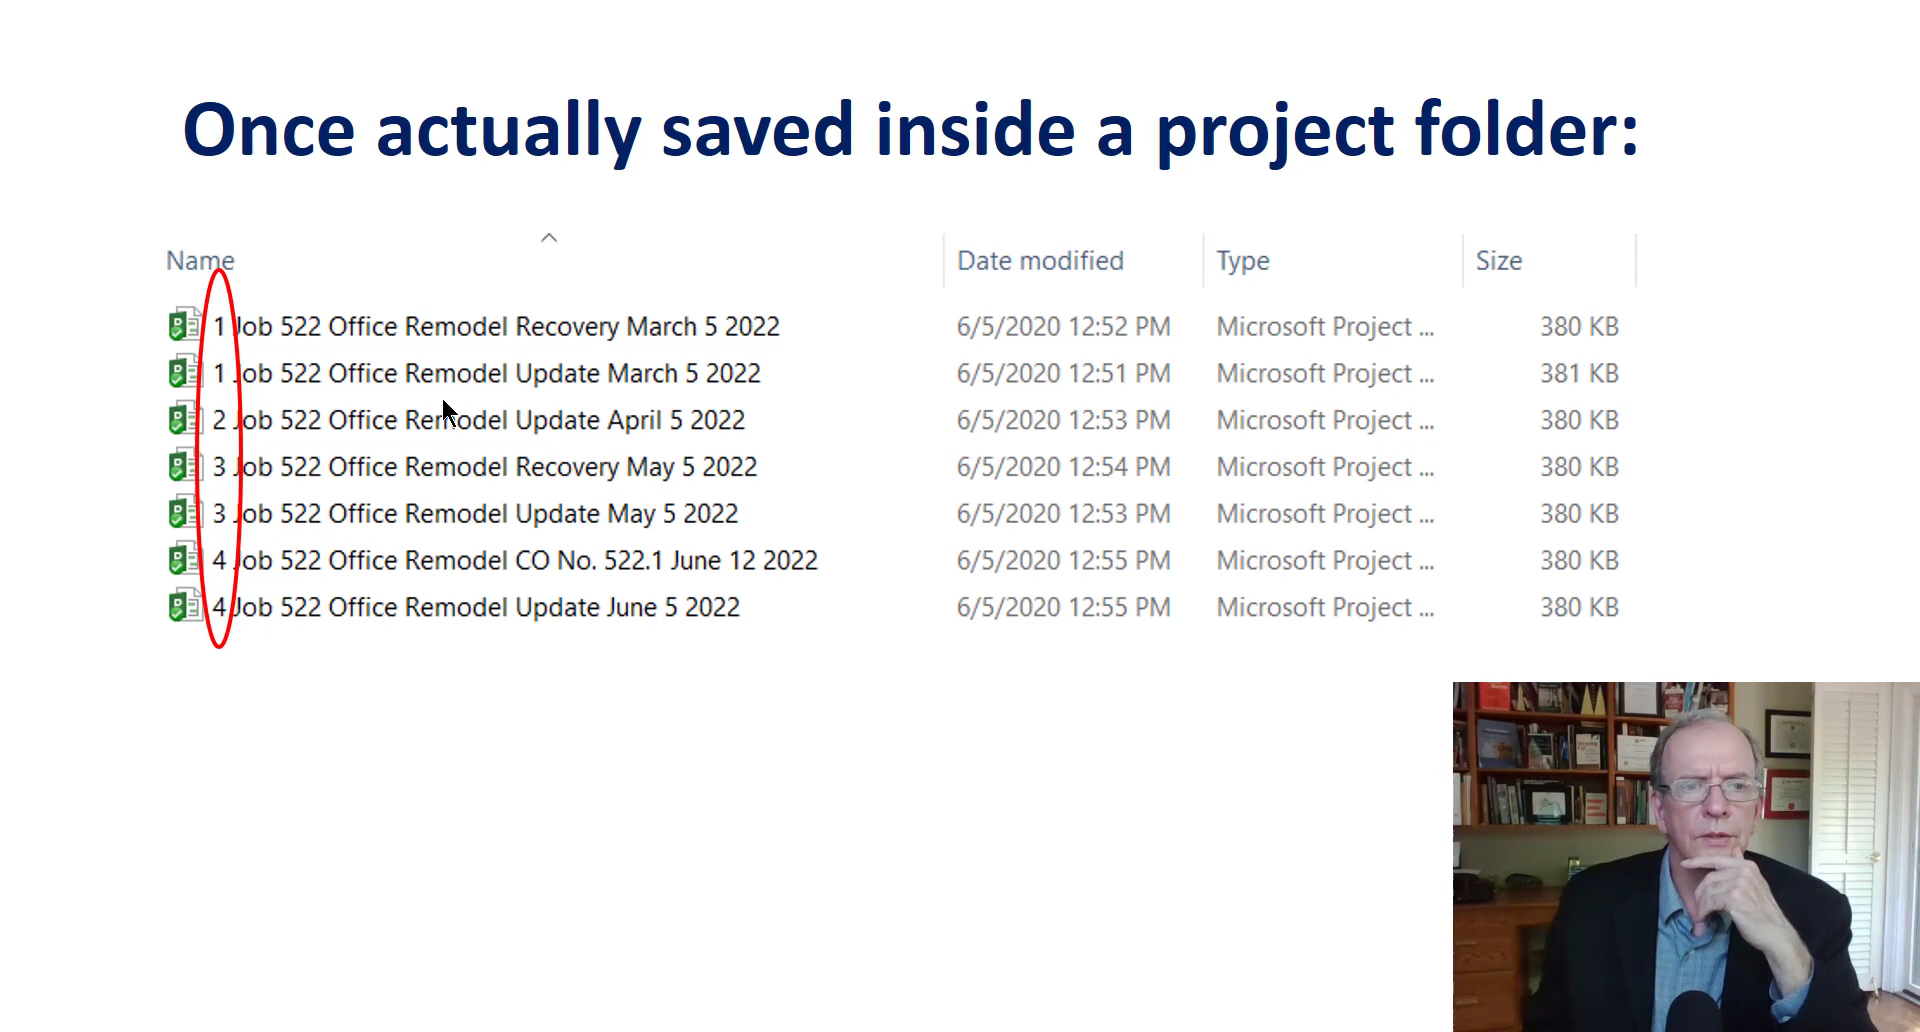 Once actually saved inside a project folder:
Name Date modified Type Size
1 Job 522 Office Remodel Recovery March 5 2022 6/5/2020 12:52 PM Microsoft Project ... 380 KB
1 Job 522 Office Remodel Update March 5 2022 6/5/2020 12:51 PM Microsoft Project ... 381 KB
2 Job 522 Office Remodel Update April 5 2022 6/5/2020 12:53 PM Microsoft Project ... 380 KB
3 Job 522 Office Remodel Recovery May 5 2022 6/5/2020 12:54 PM Microsoft Project ... 380 KB
3 Job 522 Office Remodel Update May 5 2022 6/5/2020 12:53 PM Microsoft Project ... 380 KB
4 Job 522 Office Remodel CO No. 522.1 June 12 2022 6/5/2020 12:55 PM Microsoft Project ... 380 KB
4 Job 522 Office Remodel Update June 5 2022 6/5/2020 12:55 PM Microsoft Project ... 380 KB